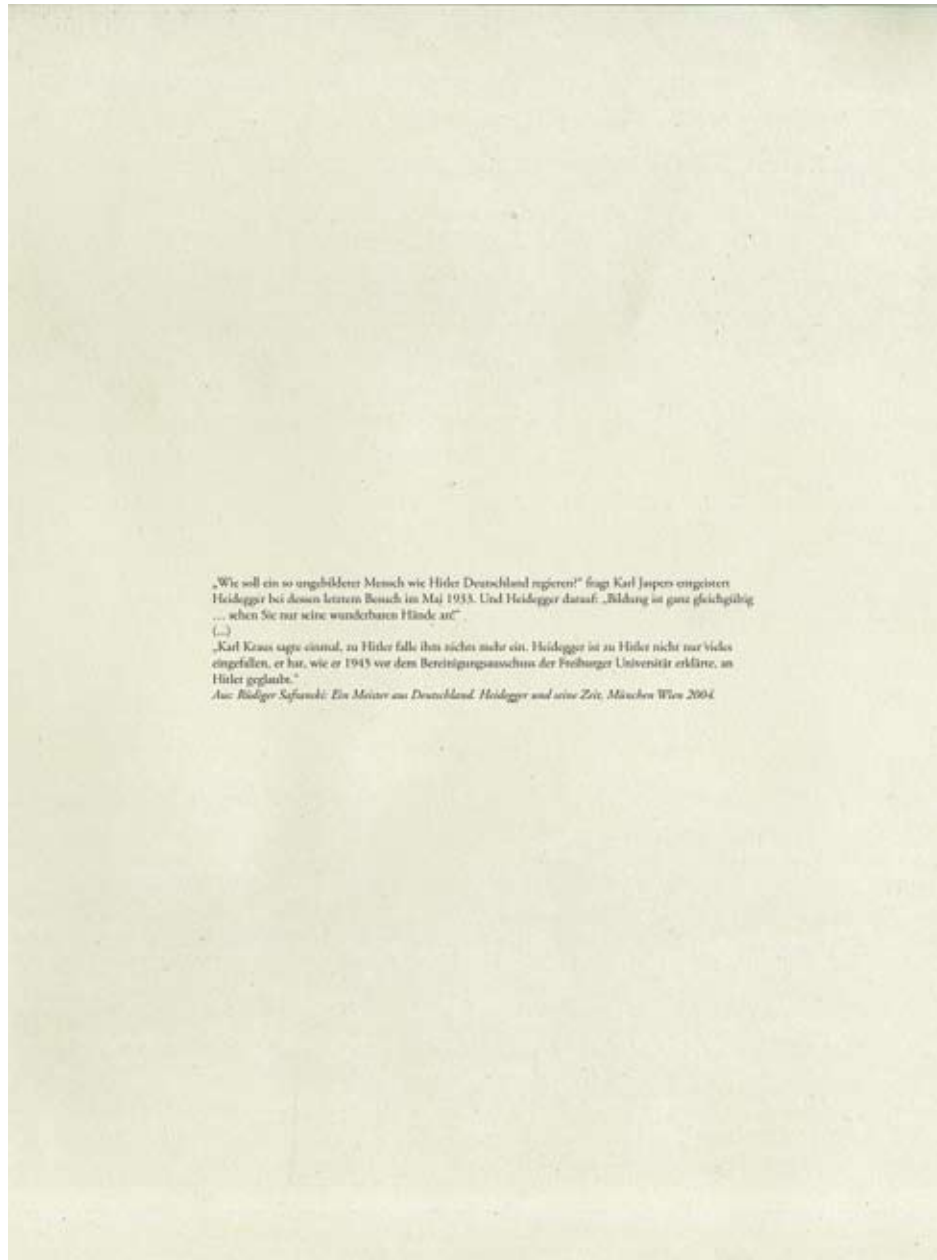 „Wie soll ein so ungebildeter Mensch wie Hitler Deutschland regieren?“ fragt Karl Jaspers entgeistert
Heidegger bei dessen letztem Besuch im Mai 1933. Und Heidegger darauf: „Bildung ist ganz gleichgültig
… sehen Sie nur seine wunderbaren Hände an!“
(...)
„Karl Kraus sagte einmal, zu Hitler falle ihm nichts mehr ein. Heidegger ist zu Hitler nicht nur vieles
eingefallen, er hat, wie er 1945 vor dem Bereinigungsausschuss der Freiburger Universität erklärte, an
Hitler geglaubt.“
Aus: Rüdiger Safranski: Ein Meister aus Deutschland. Heidegger und seine Zeit, München Wien 2004.